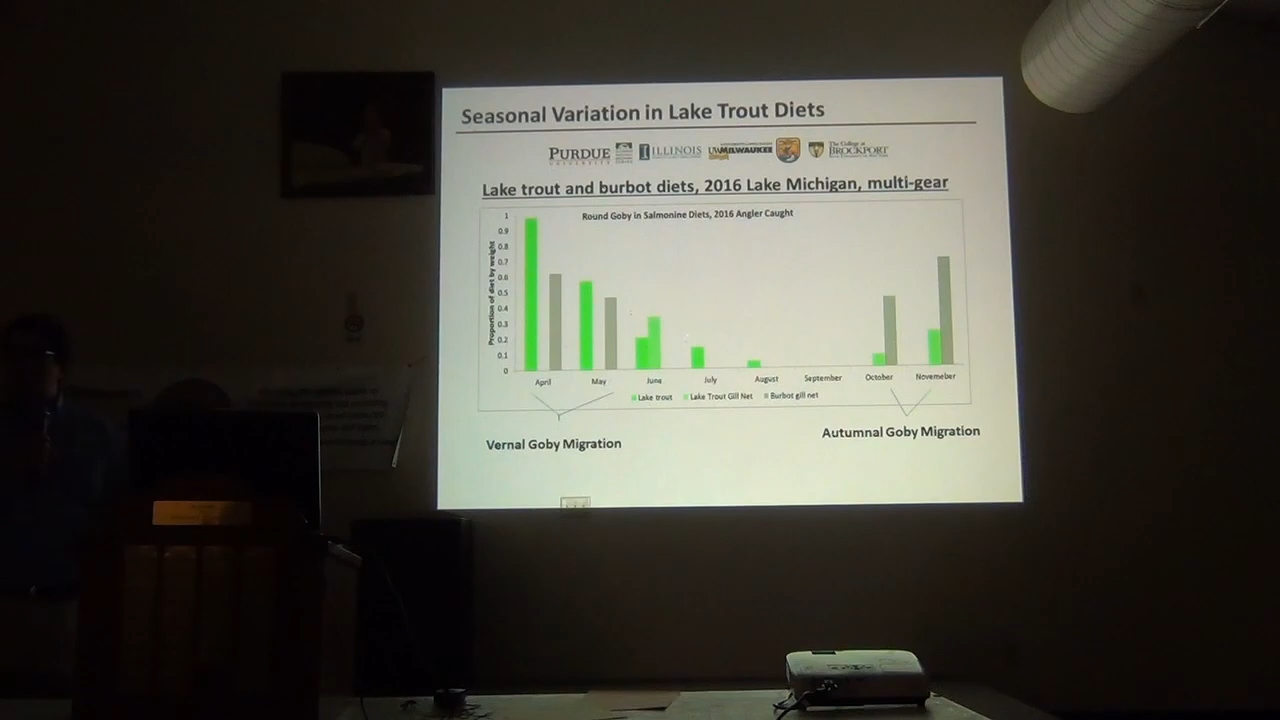 Seasonal Variation in Lake Trout Diets
PURDUE
UNIVERSITY
ILLINOIS
UWMILWAUKEE
The College at
BROCKPORT
Lake trout and burbot diets, 2016 Lake Michigan, multi-gear
Round Goby in Salmonine Diets, 2016 Angler Caught
Proportion of diet by weight
1
0.9
0.8
0.7
0.6
0.5
0.4
0.3
0.2
0.1
0
April May June July August September October Novemeber
Lake trout Lake Trout Gill Net Burbot gill net
Vernal Goby Migration
Autumnal Goby Migration